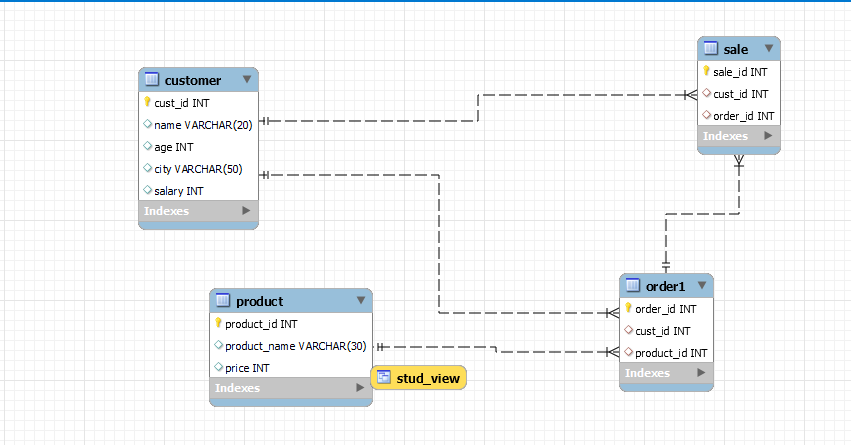 customer
cust_id INT
name VARCHAR(20)
age INT
city VARCHAR(50)
salary INT
Indexes
sale
sale_id INT
cust_id INT
order_id INT
Indexes
product
product_id INT
product_name VARCHAR(30)
price INT
Indexes
stud_view
order1
order_id INT
cust_id INT
product_id INT
Indexes